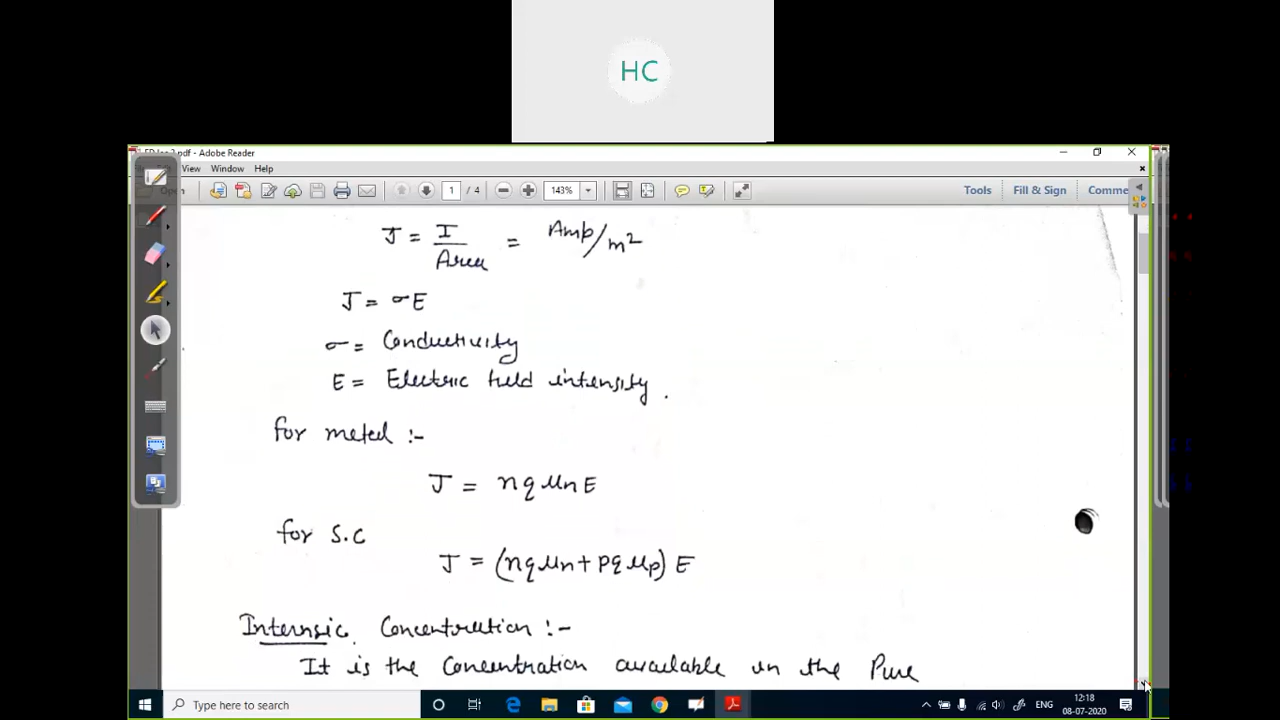 HC
.pdf - Adobe Reader
View Window Help
1 / 4 143% Tools Fill & Sign Comme
J = I/Area = Amp/m²
J = σE
σ = Conductivity
E = Electric field intensity.
for metal :-
J = nqμnE
for S.C
J = (nqμn + pqμp) E
Internsic Concentration :-
It is the Concentration available in the Pure
Type here to search ENG 12:18
08-07-2020